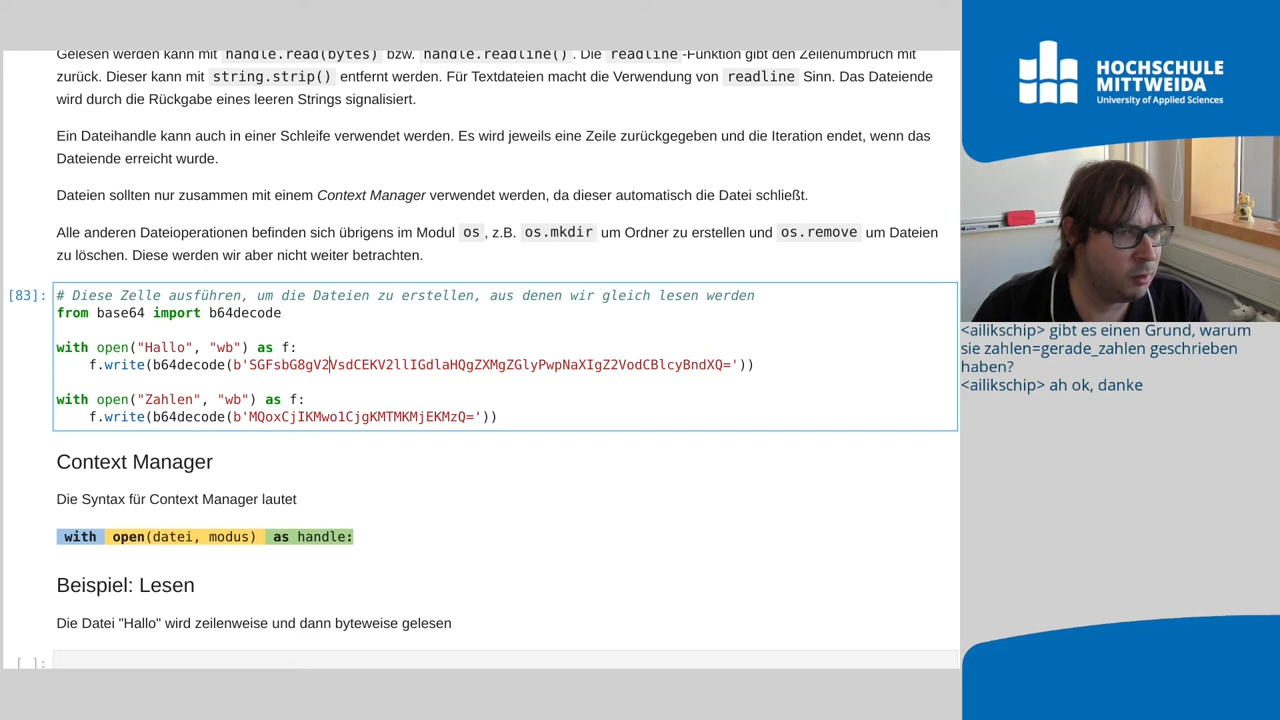 Gelesen werden kann mit handle.read(bytes) bzw. handle.readline(). Die readline-Funktion gibt den Zeilenumbruch mit
zurück. Dieser kann mit string.strip() entfernt werden. Für Textdateien macht die Verwendung von readline Sinn. Das Dateiende
wird durch die Rückgabe eines leeren Strings signalisiert.
Ein Dateihandle kann auch in einer Schleife verwendet werden. Es wird jeweils eine Zeile zurückgegeben und die Iteration endet, wenn das
Dateiende erreicht wurde.
Dateien sollten nur zusammen mit einem Context Manager verwendet werden, da dieser automatisch die Datei schließt.
Alle anderen Dateioperationen befinden sich übrigens im Modul os, z.B. os.mkdir um Ordner zu erstellen und os.remove um Dateien
zu löschen. Diese werden wir aber nicht weiter betrachten.
[83]: # Diese Zelle ausführen, um die Dateien zu erstellen, aus denen wir gleich lesen werden
from base64 import b64decode
with open("Hallo", "wb") as f:
f.write(b64decode(b'SGFsbG8gV2VsdCEKV2llIGdlaHQgZXMgZGlyPwpNaXIgZ2VodCBlcyBndXQ='))
with open("Zahlen", "wb") as f:
f.write(b64decode(b'MQoxCjIKMwo1CjgKMTMKMjEKMzQ='))
Context Manager
Die Syntax für Context Manager lautet
with open(datei, modus) as handle:
Beispiel: Lesen
Die Datei "Hallo" wird zeilenweise und dann byteweise gelesen
[ ]:
HOCHSCHULE
MITTWEIDA
University of Applied Sciences
<ailikschip> gibt es einen Grund, warum
sie zahlen=gerade_zahlen geschrieben
haben?
<ailikschip> ah ok, danke